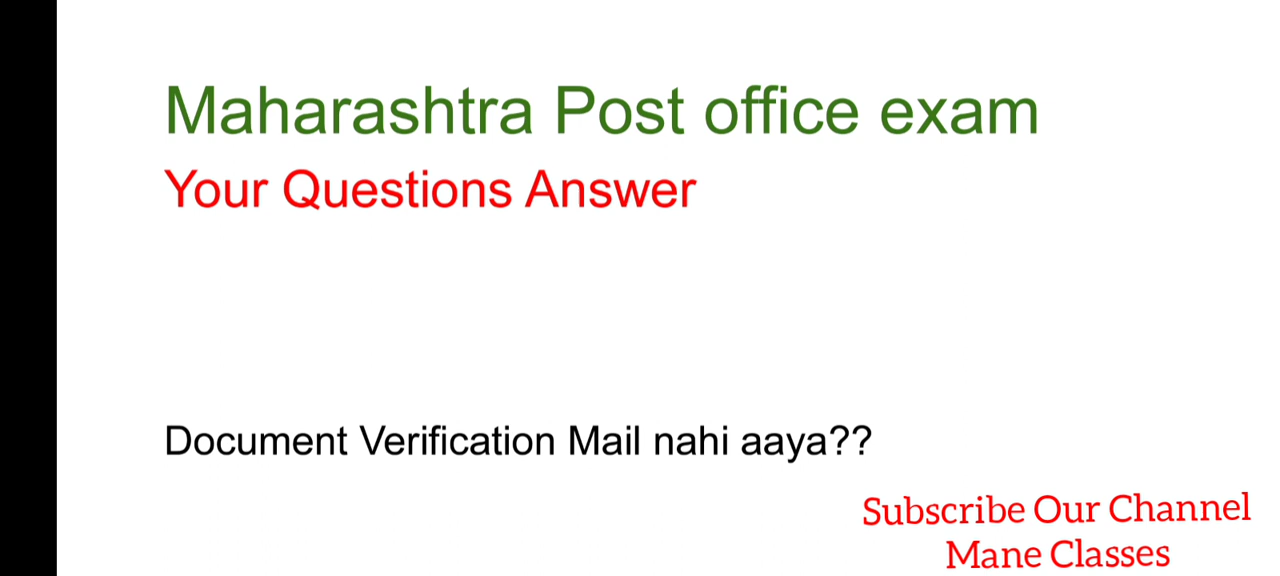 Maharashtra Post office exam
Your Questions Answer
Document Verification Mail nahi aaya??
Subscribe Our Channel
Mane Classes